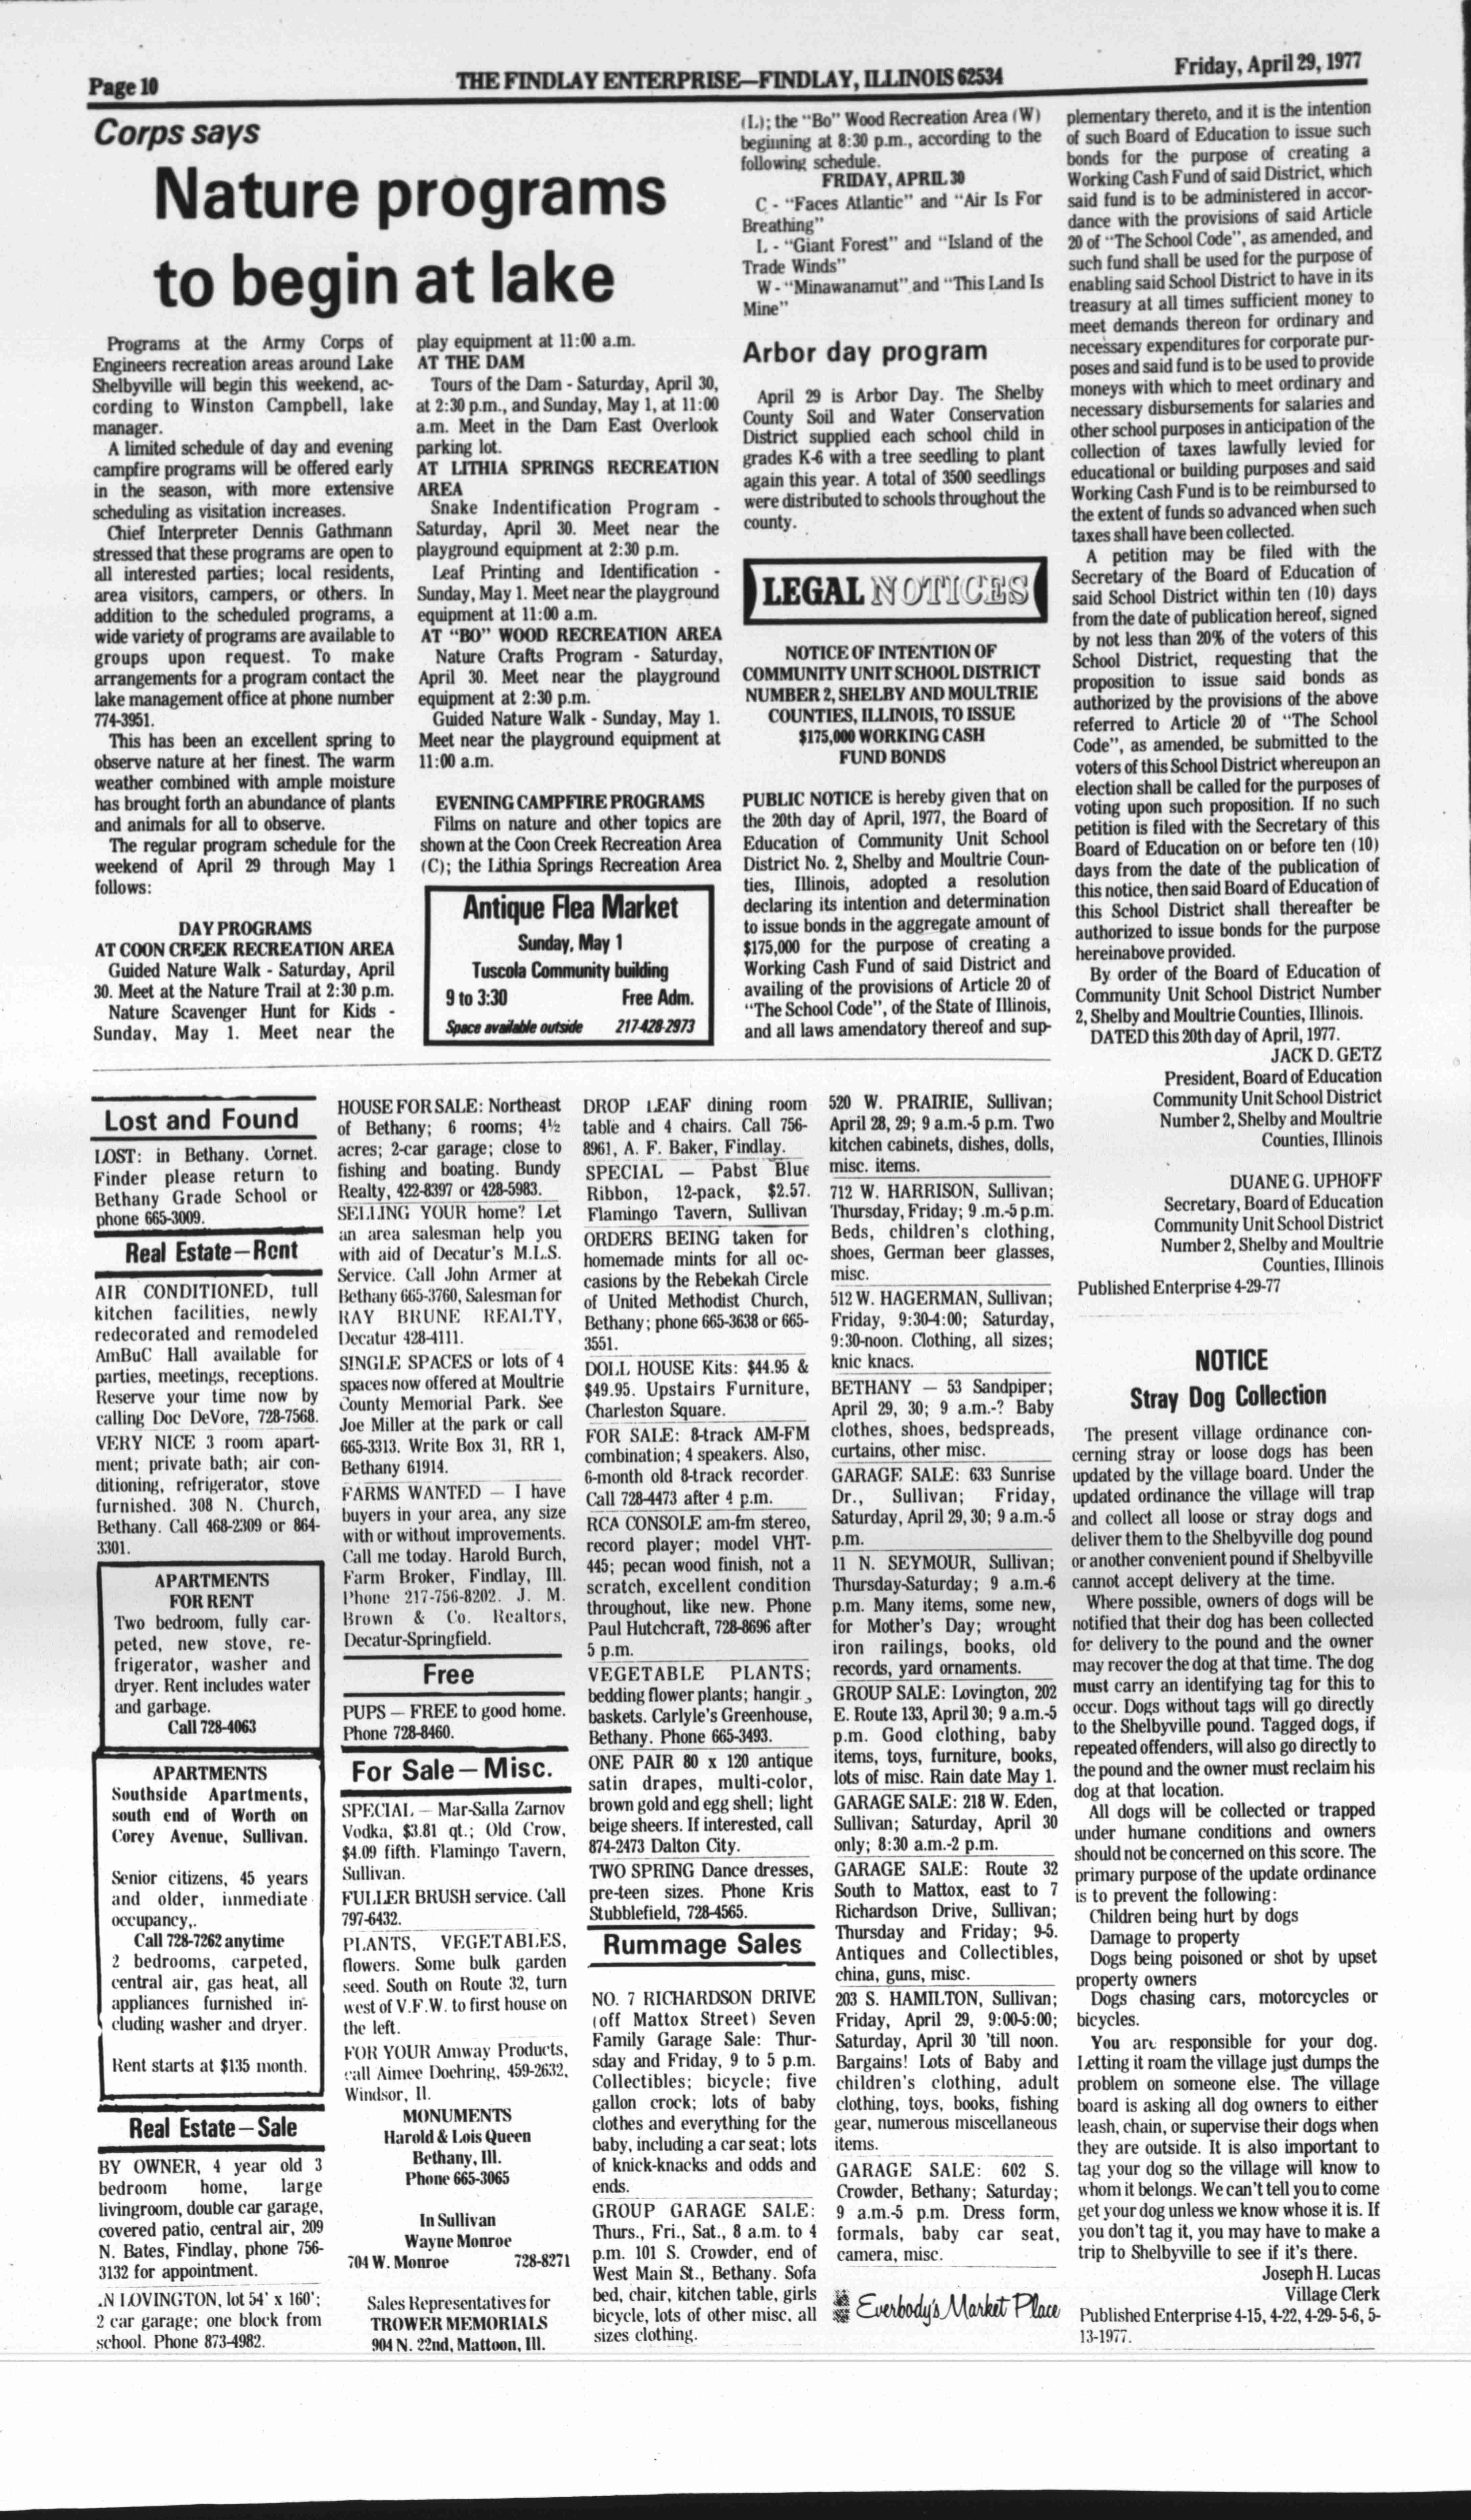 Page 10
THE FINDLAY ENTERPRISE—FINDLAY, ILLINOIS 62534
Friday, April 29, 1977
Corps says
Nature programs
to begin at lake
Programs at the Army Corps of
Engineers recreation areas around Lake
Shelbyville will begin this weekend, ac-
cording to Winston Campbell, lake
manager.
A limited schedule of day and evening
campfire programs will be offered early
in the season, with more extensive
scheduling as visitation increases.
Chief Interpreter Dennis Gathmann
stressed that these programs are open to
all interested parties; local residents,
area visitors, campers, or others. In
addition to the scheduled programs, a
wide variety of programs are available to
groups upon request. To make
arrangements for a program contact the
lake management office at phone number
774-3951.
This has been an excellent spring to
observe nature at her finest. The warm
weather combined with ample moisture
has brought forth an abundance of plants
and animals for all to observe.
The regular program schedule for the
weekend of April 29 through May 1
follows:
DAY PROGRAMS
AT COON CREEK RECREATION AREA
Guided Nature Walk - Saturday, April
30. Meet at the Nature Trail at 2:30 p.m.
Nature Scavenger Hunt for Kids -
Sunday, May 1. Meet near the
play equipment at 11:00 a.m.
AT THE DAM
Tours of the Dam - Saturday, April 30,
at 2:30 p.m., and Sunday, May 1, at 11:00
a.m. Meet in the Dam East Overlook
parking lot.
AT LITHIA SPRINGS RECREATION
AREA
Snake Indentification Program -
Saturday, April 30. Meet near the
playground equipment at 2:30 p.m.
Leaf Printing and Identification -
Sunday, May 1. Meet near the playground
equipment at 11:00 a.m.
AT "BO" WOOD RECREATION AREA
Nature Crafts Program - Saturday,
April 30. Meet near the playground
equipment at 2:30 p.m.
Guided Nature Walk - Sunday, May 1.
Meet near the playground equipment at
11:00 a.m.
EVENING CAMPFIRE PROGRAMS
Films on nature and other topics are
shown at the Coon Creek Recreation Area
(C); the Lithia Springs Recreation Area
Antique Flea Market
Sunday, May 1
Tuscola Community building
9 to 3:30 Free Adm.
Space available outside 217-428-2973
(L); the "Bo" Wood Recreation Area (W)
beginning at 8:30 p.m., according to the
following schedule.
FRIDAY, APRIL 30
C - "Faces Atlantic" and "Air Is For
Breathing"
L - "Giant Forest" and "Island of the
Trade Winds"
W - "Minawanamut" and "This Land Is
Mine"
Arbor day program
April 29 is Arbor Day. The Shelby
County Soil and Water Conservation
District supplied each school child in
grades K-6 with a tree seedling to plant
again this year. A total of 3500 seedlings
were distributed to schools throughout the
county.
LEGAL NOTICES
NOTICE OF INTENTION OF
COMMUNITY UNIT SCHOOL DISTRICT
NUMBER 2, SHELBY AND MOULTRIE
COUNTIES, ILLINOIS, TO ISSUE
$175,000 WORKING CASH
FUND BONDS
PUBLIC NOTICE is hereby given that on
the 20th day of April, 1977, the Board of
Education of Community Unit School
District No. 2, Shelby and Moultrie Coun-
ties, Illinois, adopted a resolution
declaring its intention and determination
to issue bonds in the aggregate amount of
$175,000 for the purpose of creating a
Working Cash Fund of said District and
availing of the provisions of Article 20 of
"The School Code", of the State of Illinois,
and all laws amendatory thereof and sup-
plementary thereto, and it is the intention
of such Board of Education to issue such
bonds for the purpose of creating a
Working Cash Fund of said District, which
said fund is to be administered in accor-
dance with the provisions of said Article
20 of "The School Code", as amended, and
such fund shall be used for the purpose of
enabling said School District to have in its
treasury at all times sufficient money to
meet demands thereon for ordinary and
necessary expenditures for corporate pur-
poses and said fund is to be used to provide
moneys with which to meet ordinary and
necessary disbursements for salaries and
other school purposes in anticipation of the
collection of taxes lawfully levied for
educational or building purposes and said
Working Cash Fund is to be reimbursed to
the extent of funds so advanced when such
taxes shall have been collected.
A petition may be filed with the
Secretary of the Board of Education of
said School District within ten (10) days
from the date of publication hereof, signed
by not less than 20% of the voters of this
School District, requesting that the
proposition to issue said bonds as
authorized by the provisions of the above
referred to Article 20 of "The School
Code", as amended, be submitted to the
voters of this School District whereupon an
election shall be called for the purposes of
voting upon such proposition. If no such
petition is filed with the Secretary of this
Board of Education on or before ten (10)
days from the date of the publication of
this notice, then said Board of Education of
this School District shall thereafter be
authorized to issue bonds for the purpose
hereinabove provided.
By order of the Board of Education of
Community Unit School District Number
2, Shelby and Moultrie Counties, Illinois.
DATED this 20th day of April, 1977.
JACK D. GETZ
President, Board of Education
Community Unit School District
Number 2, Shelby and Moultrie
Counties, Illinois
DUANE G. UPHOFF
Secretary, Board of Education
Community Unit School District
Number 2, Shelby and Moultrie
Counties, Illinois
Published Enterprise 4-29-77
NOTICE
Stray Dog Collection
The present village ordinance con-
cerning stray or loose dogs has been
updated by the village board. Under the
updated ordinance the village will trap
and collect all loose or stray dogs and
deliver them to the Shelbyville dog pound
or another convenient pound if Shelbyville
cannot accept delivery at the time.
Where possible, owners of dogs will be
notified that their dog has been collected
for delivery to the pound and the owner
may recover the dog at that time. The dog
must carry an identifying tag for this to
occur. Dogs without tags will go directly
to the Shelbyville pound. Tagged dogs, if
repeated offenders, will also go directly to
the pound and the owner must reclaim his
dog at that location.
All dogs will be collected or trapped
under humane conditions and owners
should not be concerned on this score. The
primary purpose of the update ordinance
is to prevent the following:
Children being hurt by dogs
Damage to property
Dogs being poisoned or shot by upset
property owners
Dogs chasing cars, motorcycles or
bicycles.
You are responsible for your dog.
Letting it roam the village just dumps the
problem on someone else. The village
board is asking all dog owners to either
leash, chain, or supervise their dogs when
they are outside. It is also important to
tag your dog so the village will know to
whom it belongs. We can't tell you to come
get your dog unless we know whose it is. If
you don't tag it, you may have to make a
trip to Shelbyville to see if it's there.
Joseph H. Lucas
Village Clerk
Published Enterprise 4-15, 4-22, 4-29- 5-6, 5-
13-1977.
Lost and Found
LOST: in Bethany. Cornet.
Finder please return to
Bethany Grade School or
phone 665-3009.
Real Estate—Rent
AIR CONDITIONED, full
kitchen facilities, newly
redecorated and remodeled
AmBuC Hall available for
parties, meetings, receptions.
Reserve your time now by
calling Doc DeVore, 728-7568.
VERY NICE 3 room apart-
ment; private bath; air con-
ditioning, refrigerator, stove
furnished. 308 N. Church,
Bethany. Call 468-2309 or 864-
3301.
APARTMENTS
FOR RENT
Two bedroom, fully car-
peted, new stove, re-
frigerator, washer and
dryer. Rent includes water
and garbage.
Call 728-4063
APARTMENTS
Southside Apartments,
south end of Worth on
Corey Avenue, Sullivan.
Senior citizens, 45 years
and older, immediate
occupancy,.
Call 728-7262 anytime
2 bedrooms, carpeted,
central air, gas heat, all
appliances furnished in-
cluding washer and dryer.
Rent starts at $135 month.
Real Estate—Sale
BY OWNER, 4 year old 3
bedroom home, large
livingroom, double car garage,
covered patio, central air, 209
N. Bates, Findlay, phone 756-
3132 for appointment.
.N LOVINGTON, lot 54' x 160';
2 car garage; one block from
school. Phone 873-4982.
HOUSE FOR SALE: Northeast
of Bethany; 6 rooms; 4½
acres; 2-car garage; close to
fishing and boating. Bundy
Realty, 422-8397 or 428-5983.
SELLING YOUR home? Let
an area salesman help you
with aid of Decatur's M.L.S.
Service. Call John Armer at
Bethany 665-3760, Salesman for
RAY BRUNE REALTY,
Decatur 428-4111.
SINGLE SPACES or lots of 4
spaces now offered at Moultrie
County Memorial Park. See
Joe Miller at the park or call
665-3313. Write Box 31, RR 1,
Bethany 61914.
FARMS WANTED — I have
buyers in your area, any size
with or without improvements.
Call me today. Harold Burch,
Farm Broker, Findlay, Ill.
Phone 217-756-8202. J. M.
Brown & Co. Realtors,
Decatur-Springfield.
Free
PUPS — FREE to good home.
Phone 728-8460.
For Sale—Misc.
SPECIAL — Mar-Salla Zarnov
Vodka, $3.81 qt.; Old Crow,
$4.09 fifth. Flamingo Tavern,
Sullivan.
FULLER BRUSH service. Call
797-6432.
PLANTS, VEGETABLES,
flowers. Some bulk garden
seed. South on Route 32, turn
west of V.F.W. to first house on
the left.
FOR YOUR Amway Products,
call Aimee Doehring, 459-2632,
Windsor, Il.
MONUMENTS
Harold & Lois Queen
Bethany, Ill.
Phone 665-3065
In Sullivan
Wayne Monroe
704 W. Monroe 728-8271
Sales Representatives for
TROWER MEMORIALS
904 N. 22nd, Mattoon, Ill.
DROP LEAF dining room
table and 4 chairs. Call 756-
8961, A. F. Baker, Findlay.
SPECIAL — Pabst Blue
Ribbon, 12-pack, $2.57.
Flamingo Tavern, Sullivan
ORDERS BEING taken for
homemade mints for all oc-
casions by the Rebekah Circle
of United Methodist Church,
Bethany; phone 665-3638 or 665-
3551.
DOLL HOUSE Kits: $44.95 &
$49.95. Upstairs Furniture,
Charleston Square.
FOR SALE: 8-track AM-FM
combination; 4 speakers. Also,
6-month old 8-track recorder.
Call 728-4473 after 4 p.m.
RCA CONSOLE am-fm stereo,
record player; model VHT-
445; pecan wood finish, not a
scratch, excellent condition
throughout, like new. Phone
Paul Hutchcraft, 728-8696 after
5 p.m.
VEGETABLE PLANTS;
bedding flower plants; hangir
baskets. Carlyle's Greenhouse,
Bethany. Phone 665-3493.
ONE PAIR 80 x 120 antique
satin drapes, multi-color,
brown gold and egg shell; light
beige sheers. If interested, call
874-2473 Dalton City.
TWO SPRING Dance dresses,
pre-teen sizes. Phone Kris
Stubblefield, 728-4565.
Rummage Sales
NO. 7 RICHARDSON DRIVE
(off Mattox Street) Seven
Family Garage Sale: Thur-
sday and Friday, 9 to 5 p.m.
Collectibles; bicycle; five
gallon crock; lots of baby
clothes and everything for the
baby, including a car seat; lots
of knick-knacks and odds and
ends.
GROUP GARAGE SALE:
Thurs., Fri., Sat., 8 a.m. to 4
p.m. 101 S. Crowder, end of
West Main St., Bethany. Sofa
bed, chair, kitchen table, girls
bicycle, lots of other misc. all
sizes clothing.
520 W. PRAIRIE, Sullivan;
April 28, 29; 9 a.m.-5 p.m. Two
kitchen cabinets, dishes, dolls,
misc. items.
712 W. HARRISON, Sullivan;
Thursday, Friday; 9 .m.-5 p.m.
Beds, children's clothing,
shoes, German beer glasses,
misc.
512 W. HAGERMAN, Sullivan;
Friday, 9:30-4:00; Saturday,
9:30-noon. Clothing, all sizes;
knic knacs.
BETHANY — 53 Sandpiper;
April 29, 30; 9 a.m.-? Baby
clothes, shoes, bedspreads,
curtains, other misc.
GARAGE SALE: 633 Sunrise
Dr., Sullivan; Friday,
Saturday, April 29, 30; 9 a.m.-5
p.m.
11 N. SEYMOUR, Sullivan;
Thursday-Saturday; 9 a.m.-6
p.m. Many items, some new,
for Mother's Day; wrought
iron railings, books, old
records, yard ornaments.
GROUP SALE: Lovington, 202
E. Route 133, April 30; 9 a.m.-5
p.m. Good clothing, baby
items, toys, furniture, books,
lots of misc. Rain date May 1.
GARAGE SALE: 218 W. Eden,
Sullivan; Saturday, April 30
only; 8:30 a.m.-2 p.m.
GARAGE SALE: Route 32
South to Mattox, east to 7
Richardson Drive, Sullivan;
Thursday and Friday; 9-5.
Antiques and Collectibles,
china, guns, misc.
203 S. HAMILTON, Sullivan;
Friday, April 29, 9:00-5:00;
Saturday, April 30 'till noon.
Bargains! Lots of Baby and
children's clothing, adult
clothing, toys, books, fishing
gear, numerous miscellaneous
items.
GARAGE SALE: 602 S.
Crowder, Bethany; Saturday;
9 a.m.-5 p.m. Dress form,
formals, baby car seat,
camera, misc.
Everbody's Market Place